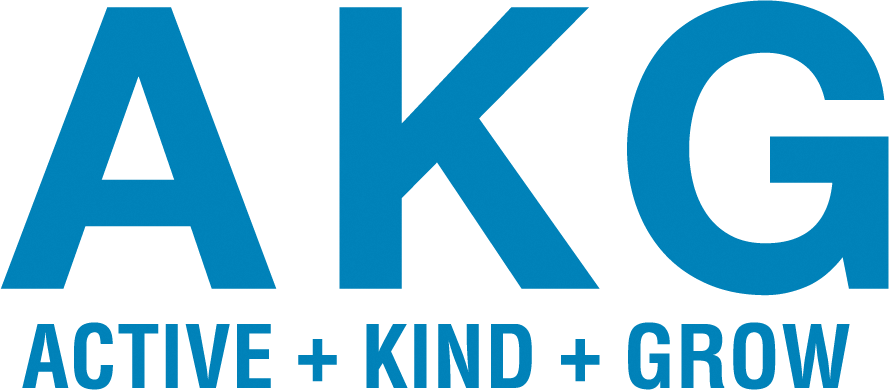 AKG
ACTIVE + KIND + GROW